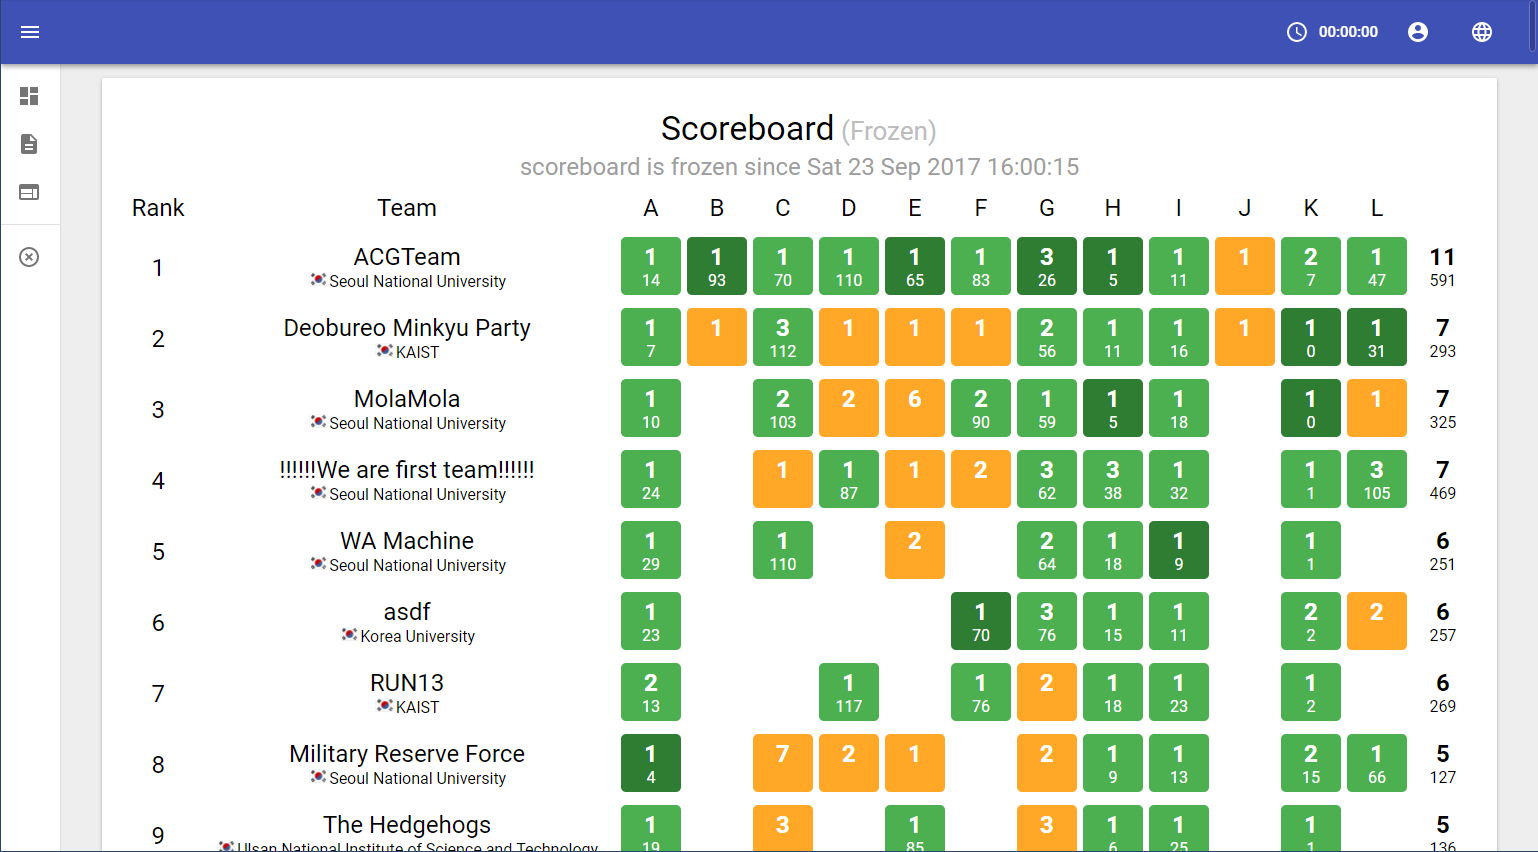 00:00:00
Scoreboard (Frozen)
scoreboard is frozen since Sat 23 Sep 2017 16:00:15
Rank Team A B C D E F G H I J K L
1 ACGTeam 1 1 1 1 1 1 3 1 1 1 2 1 11
Seoul National University 14 93 70 110 65 83 26 5 11 7 47 591
2 Deobureo Minkyu Party 1 1 3 1 1 1 2 1 1 1 1 1 7
KAIST 7 112 56 11 16 0 31 293
3 MolaMola 1 2 2 6 2 1 1 1 1 1 7
Seoul National University 10 103 90 59 5 18 0 325
4 !!!!!!We are first team!!!!!! 1 1 1 1 2 3 3 1 1 3 7
Seoul National University 24 87 62 38 32 1 105 469
5 WA Machine 1 1 2 2 1 1 1 6
Seoul National University 29 110 64 18 9 1 251
6 asdf 1 1 3 1 1 2 2 6
Korea University 23 70 76 15 11 2 257
7 RUN13 2 1 1 2 1 1 1 6
KAIST 13 117 76 18 23 2 269
8 Military Reserve Force 1 7 2 1 2 1 1 2 1 5
Seoul National University 4 9 13 15 66 127
9 The Hedgehogs 1 3 1 3 1 1 1 5
Ulsan National Institute of Science and Technology 19 85 6 25 1 136